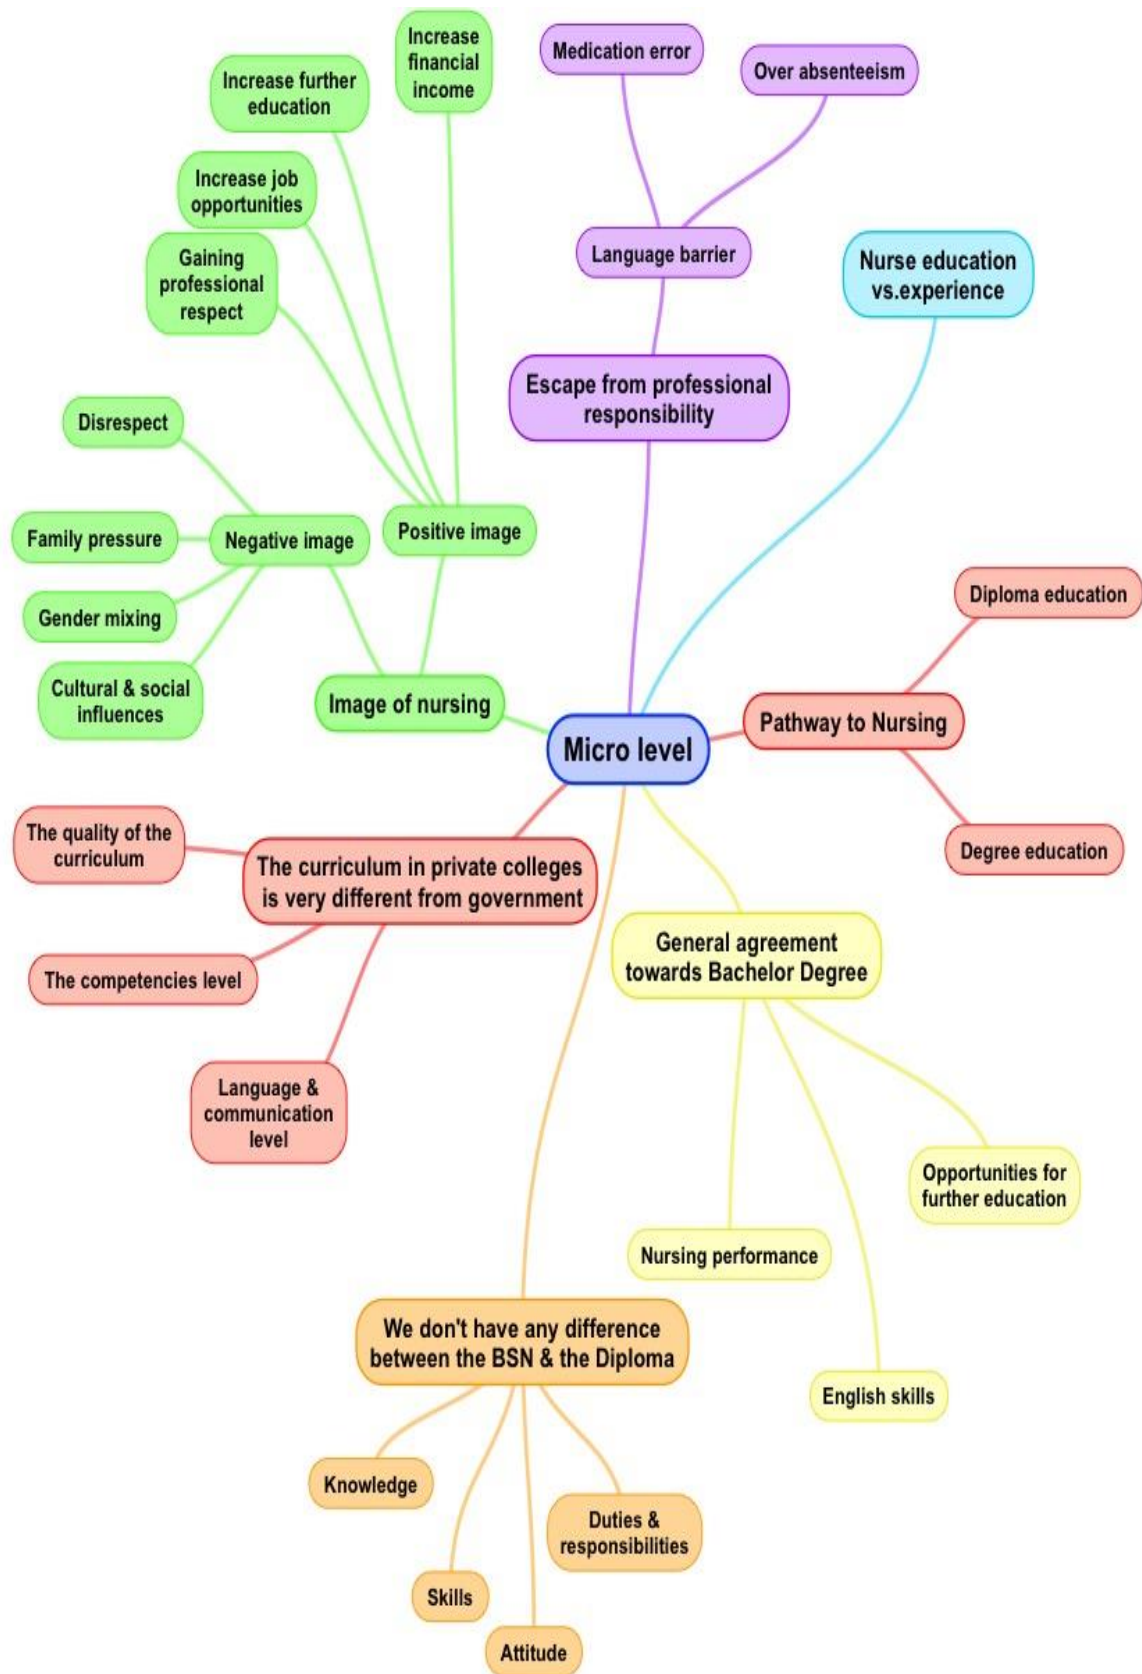 Increase
financial
income
Medication error
Over absenteeism
Increase further
education
Increase job
opportunities
Gaining
professional
respect
Language barrier
Nurse education
vs.experience
Escape from professional
responsibility
Disrespect
Family pressure
Negative image
Positive image
Gender mixing
Cultural & social
influences
Image of nursing
Diploma education
Micro level
Pathway to Nursing
Degree education
The quality of the
curriculum
The curriculum in private colleges
is very different from government
The competencies level
Language &
communication
level
General agreement
towards Bachelor Degree
Opportunities for
further education
Nursing performance
English skills
We don't have any difference
between the BSN & the Diploma
Knowledge
Duties &
responsibilities
Skills
Attitude